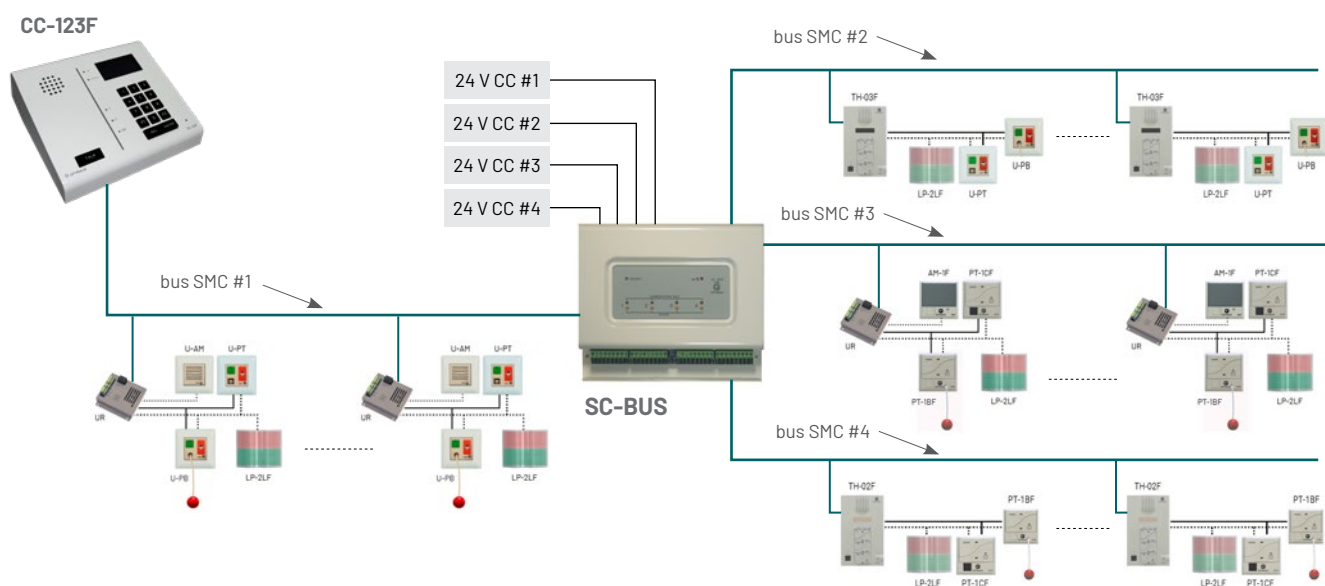 CC-123F
bus SMC #2
24 V CC #1
24 V CC #2
24 V CC #3
24 V CC #4
TH-03F
U-PB
LP-2LF
U-PT
TH-03F
U-PB
LP-2LF
U-PT
bus SMC #3
AM-1F
PT-1CF
UR
PT-1BF
LP-2LF
AM-1F
PT-1CF
UR
PT-1BF
LP-2LF
bus SMC #1
U-AM
U-PT
UR
U-PB
LP-2LF
U-AM
U-PT
UR
U-PB
LP-2LF
SC-BUS
bus SMC #4
TH-02F
PT-1BF
LP-2LF
PT-1CF
TH-02F
PT-1BF
LP-2LF
PT-1CF